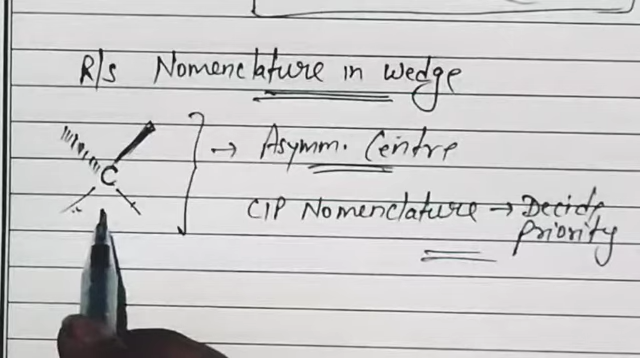 R/s Nomenclature in wedge
C
→ Asymm. Centre
CIP Nomenclature → Decide
priority